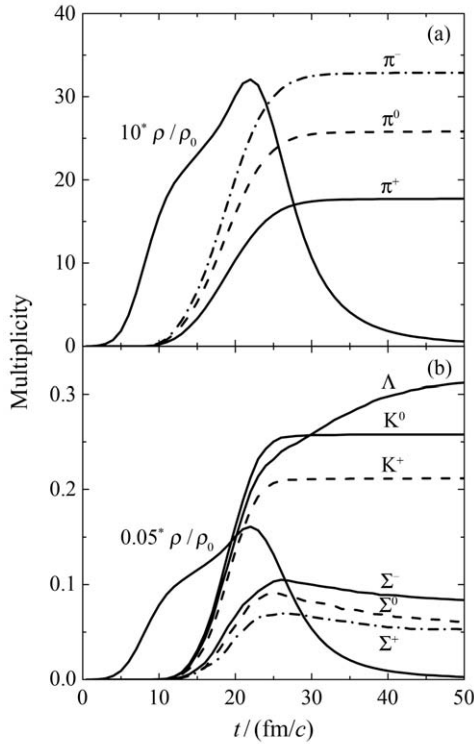 40
(a)
π⁻
30
10* ρ/ρ₀
π⁰
20
π⁺
10
0
Multiplicity
(b)
Λ
0.3
K⁰
K⁺
0.2
0.05* ρ/ρ₀
0.1
Σ⁻
Σ⁰
Σ⁺
0.0
0 10 20 30 40 50
t/(fm/c)